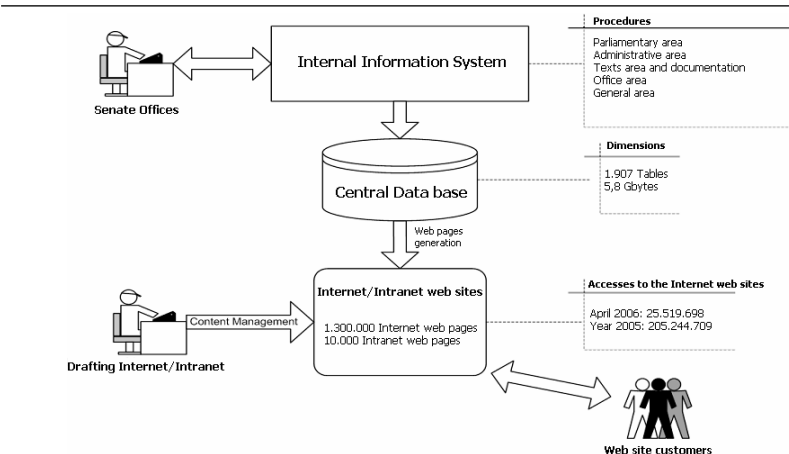 Procedures
Internal Information System
Parliamentary area
Administrative area
Texts area and documentation
Office area
General area
Senate Offices
Dimensions
1.907 Tables
5,8 Gbytes
Central Data base
Web pages
generation
Internet/Intranet web sites
1.300.000 Internet web pages
10.000 Intranet web pages
Accesses to the Internet web sites
April 2006: 25.519.698
Year 2005: 205.244.709
Content Management
Drafting Internet/Intranet
Web site customers